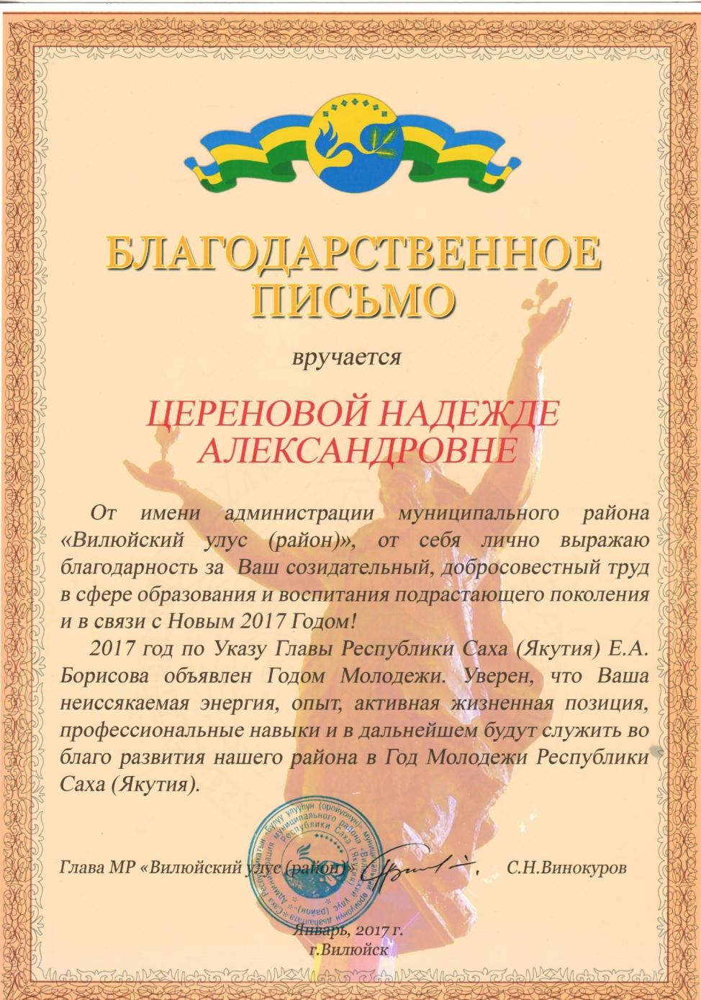 БЛАГОДАРСТВЕННОЕ
ПИСЬМО
вручается
ЦЕРЕНОВОЙ НАДЕЖДЕ
АЛЕКСАНДРОВНЕ
От имени администрации муниципального района
«Вилюйский улус (район)», от себя лично выражаю
благодарность за Ваш созидательный, добросовестный труд
в сфере образования и воспитания подрастающего поколения
и в связи с Новым 2017 Годом!
2017 год по Указу Главы Республики Саха (Якутия) Е.А.
Борисова объявлен Годом Молодежи. Уверен, что Ваша
неиссякаемая энергия, опыт, активная жизненная позиция,
профессиональные навыки и в дальнейшем будут служить во
благо развития нашего района в Год Молодежи Республики
Саха (Якутия).
Глава МР «Вилюйский улус (район)» С.Н.Винокуров
Республики Саха (Якутия)
Январь, 2017 г.
г.Вилюйск